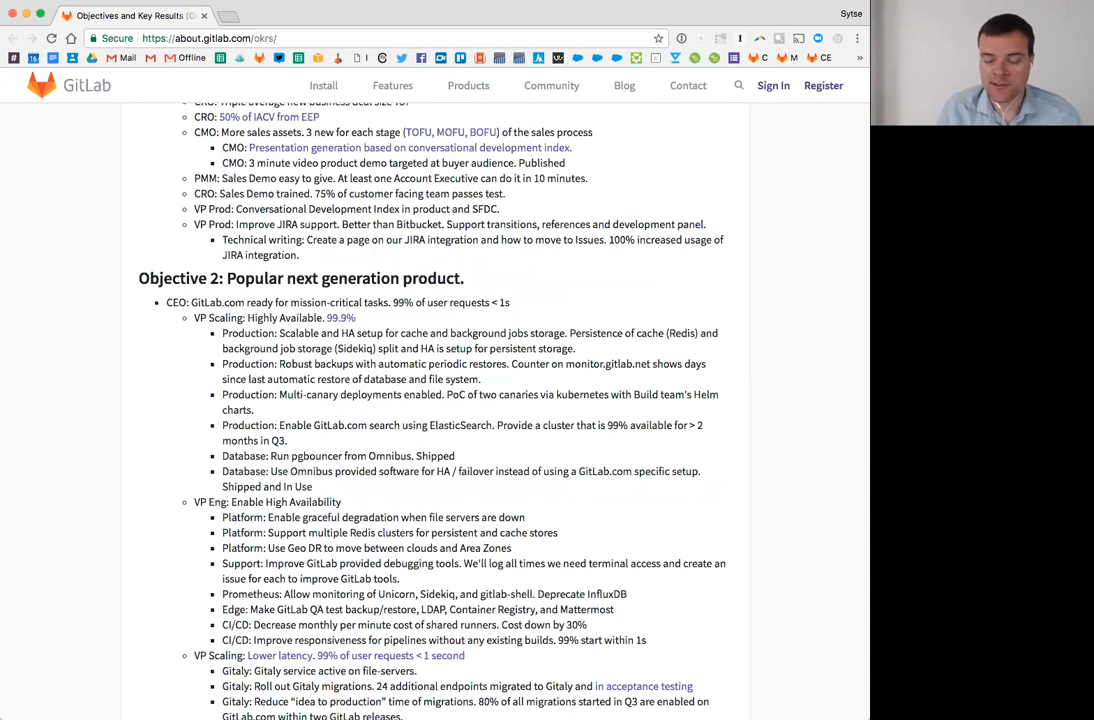 Objectives and Key Results (O
Sytse
Secure
https://about.gitlab.com/okrs/
Mail
Offline
C
M
CE
GitLab
Install
Features
Products
Community
Blog
Contact
Sign In
Register
CRO: Triple average new business deal size
CRO: 50% of IACV from EEP
CMO: More sales assets. 3 new for each stage (TOFU, MOFU, BOFU) of the sales process
CMO: Presentation generation based on conversational development index.
CMO: 3 minute video product demo targeted at buyer audience. Published
PMM: Sales Demo easy to give. At least one Account Executive can do it in 10 minutes.
CRO: Sales Demo trained. 75% of customer facing team passes test.
VP Prod: Conversational Development Index in product and SFDC.
VP Prod: Improve JIRA support. Better than Bitbucket. Support transitions, references and development panel.
Technical writing: Create a page on our JIRA integration and how to move to Issues. 100% increased usage of
JIRA integration.
Objective 2: Popular next generation product.
CEO: GitLab.com ready for mission-critical tasks. 99% of user requests < 1s
VP Scaling: Highly Available. 99.9%
Production: Scalable and HA setup for cache and background jobs storage. Persistence of cache (Redis) and
background job storage (Sidekiq) split and HA is setup for persistent storage.
Production: Robust backups with automatic periodic restores. Counter on monitor.gitlab.net shows days
since last automatic restore of database and file system.
Production: Multi-canary deployments enabled. PoC of two canaries via kubernetes with Build team's Helm
charts.
Production: Enable GitLab.com search using ElasticSearch. Provide a cluster that is 99% available for > 2
months in Q3.
Database: Run pgbouncer from Omnibus. Shipped
Database: Use Omnibus provided software for HA / failover instead of using a GitLab.com specific setup.
Shipped and In Use
VP Eng: Enable High Availability
Platform: Enable graceful degradation when file servers are down
Platform: Support multiple Redis clusters for persistent and cache stores
Platform: Use Geo DR to move between clouds and Area Zones
Support: Improve GitLab provided debugging tools. We'll log all times we need terminal access and create an
issue for each to improve GitLab tools.
Prometheus: Allow monitoring of Unicorn, Sidekiq, and gitlab-shell. Deprecate InfluxDB
Edge: Make GitLab QA test backup/restore, LDAP, Container Registry, and Mattermost
CI/CD: Decrease monthly per minute cost of shared runners. Cost down by 30%
CI/CD: Improve responsiveness for pipelines without any existing builds. 99% start within 1s
VP Scaling: Lower latency. 99% of user requests < 1 second
Gitaly: Gitaly service active on file-servers.
Gitaly: Roll out Gitaly migrations. 24 additional endpoints migrated to Gitaly and in acceptance testing
Gitaly: Reduce “idea to production” time of migrations. 80% of all migrations started in Q3 are enabled on
GitLab.com within two GitLab releases.